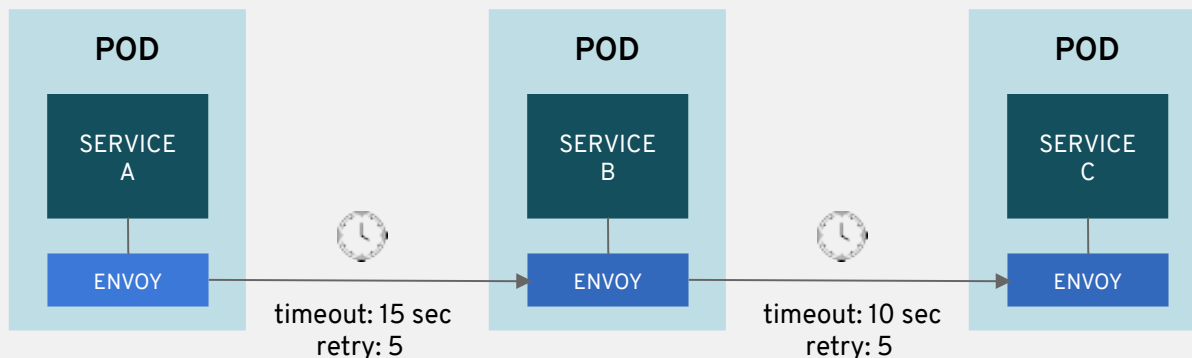 POD
SERVICE
A
ENVOY
timeout: 15 sec
retry: 5
POD
SERVICE
B
ENVOY
timeout: 10 sec
retry: 5
POD
SERVICE
C
ENVOY